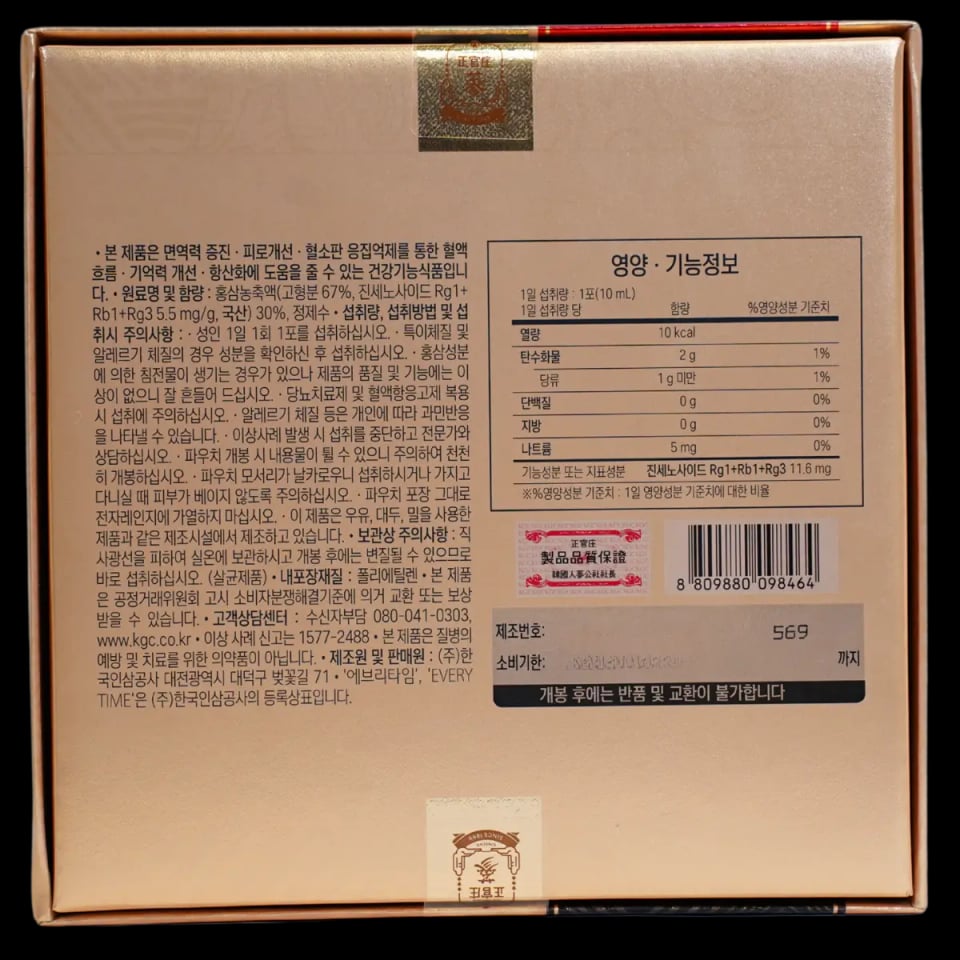 正官庄
蔘
• 본 제품은 면역력 증진 · 피로개선 · 혈소판 응집억제를 통한 혈액
흐름 · 기억력 개선 · 항산화에 도움을 줄 수 있는 건강기능식품입니
다. • 원료명 및 함량 : 홍삼농축액(고형분 67%, 진세노사이드 Rg1+
Rb1+Rg3 5.5 mg/g, 국산) 30%, 정제수 • 섭취량, 섭취방법 및 섭
취시 주의사항 : · 성인 1일 1회 1포를 섭취하십시오. · 특이체질 및
알레르기 체질의 경우 성분을 확인하신 후 섭취하십시오. · 홍삼성분
에 의한 침전물이 생기는 경우가 있으나 제품의 품질 및 기능에는 이
상이 없으니 잘 흔들어 드십시오. · 당뇨치료제 및 혈액항응고제 복용
시 섭취에 주의하십시오. · 알레르기 체질 등은 개인에 따라 과민반응
을 나타낼 수 있습니다. · 이상사례 발생 시 섭취를 중단하고 전문가와
상담하십시오. · 파우치 개봉 시 내용물이 튈 수 있으니 주의하여 천천
히 개봉하십시오. · 파우치 모서리가 날카로우니 섭취하시거나 가지고
다니실 때 피부가 베이지 않도록 주의하십시오. · 파우치 포장 그대로
전자레인지에 가열하지 마십시오. · 이 제품은 우유, 대두, 밀을 사용한
제품과 같은 제조시설에서 제조하고 있습니다. • 보관상 주의사항 : 직
사광선을 피하여 실온에 보관하시고 개봉 후에는 변질될 수 있으므로
바로 섭취하십시오. (살균제품) • 내포장재질 : 폴리에틸렌 • 본 제품
은 공정거래위원회 고시 소비자분쟁해결기준에 의거 교환 또는 보상
받을 수 있습니다. • 고객상담센터 : 수신자부담 080-041-0303,
www.kgc.co.kr • 이상 사례 신고는 1577-2488 • 본 제품은 질병의
예방 및 치료를 위한 의약품이 아닙니다. • 제조원 및 판매원 : (주)한
국인삼공사 대전광역시 대덕구 벚꽃길 71 • '에브리타임', 'EVERY
TIME'은 (주)한국인삼공사의 등록상표입니다.
영양 · 기능정보
1일 섭취량 : 1포(10 mL)
1일 섭취량 당 함량 %영양성분 기준치
열량 10 kcal
탄수화물 2 g 1%
당류 1 g 미만 1%
단백질 0 g 0%
지방 0 g 0%
나트륨 5 mg 0%
기능성분 또는 지표성분 진세노사이드 Rg1+Rb1+Rg3 11.6 mg
※%영양성분 기준치 : 1일 영양성분 기준치에 대한 비율
正官庄
製品品質保證
韓國人蔘公社社長
8 809880 098464
제조번호: 569
소비기한: 까지
개봉 후에는 반품 및 교환이 불가합니다
SINCE 1899
蔘
正官庄